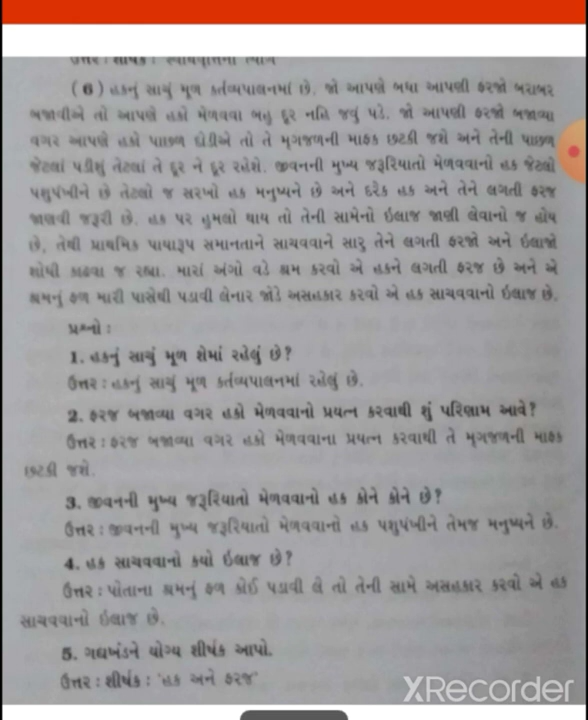 ઉત્તર : શીર્ષક :
(6) હકનું સાચું મૂળ કર્તવ્યપાલનમાં છે. જો આપણે બધા આપણી ફરજો બરાબર
બજાવીએ તો આપણે હકો મેળવવા બહુ દૂર નહિ જવું પડે. જો આપણી ફરજો બજાવ્યા
વગર આપણે હકો પાછળ દોડીએ તો તે મૃગજળની માફક છટકી જશે અને તેની પાછળ
જેટલાં પડીશું તેટલાં તે દૂર ને દૂર રહેશે. જીવનની મુખ્ય જરૂરિયાતો મેળવવાનો હક જેટલો
પશુપંખીને છે તેટલો જ સરખો હક મનુષ્યને છે અને દરેક હક અને તેને લગતી ફરજ
જાણવી જરૂરી છે. હક પર હુમલો થાય તો તેની સામેનો ઇલાજ જાણી લેવાનો જ હોય
છે, તેથી પ્રાથમિક પાયારૂપ સમાનતાને સાચવવાને સારુ તેને લગતી ફરજો અને ઇલાજો
શોધી કાઢવા જ રહ્યા. મારાં અંગો વડે શ્રમ કરવો એ હકને લગતી ફરજ છે અને એ
શ્રમનું ફળ મારી પાસેથી પડાવી લેનાર જોડે અસહકાર કરવો એ હક સાચવવાનો ઇલાજ છે.
પ્રશ્નો :
1. હકનું સાચું મૂળ શેમાં રહેલું છે?
ઉત્તર : હકનું સાચું મૂળ કર્તવ્યપાલનમાં રહેલું છે.
2. ફરજ બજાવ્યા વગર હકો મેળવવાનો પ્રયત્ન કરવાથી શું પરિણામ આવે?
ઉત્તર : ફરજ બજાવ્યા વગર હકો મેળવવાના પ્રયત્ન કરવાથી તે મૃગજળની માફક
છટકી જશે.
3. જીવનની મુખ્ય જરૂરિયાતો મેળવવાનો હક કોને કોને છે?
ઉત્તર : જીવનની મુખ્ય જરૂરિયાતો મેળવવાનો હક પશુપંખીને તેમજ મનુષ્યને છે.
4. હક સાચવવાનો કયો ઇલાજ છે?
ઉત્તર : પોતાના શ્રમનું ફળ કોઈ પડાવી લે તો તેની સામે અસહકાર કરવો એ હક
સાચવવાનો ઇલાજ છે.
5. ગદ્યખંડને યોગ્ય શીર્ષક આપો.
ઉત્તર : શીર્ષક : 'હક અને ફરજ'
XRecorder